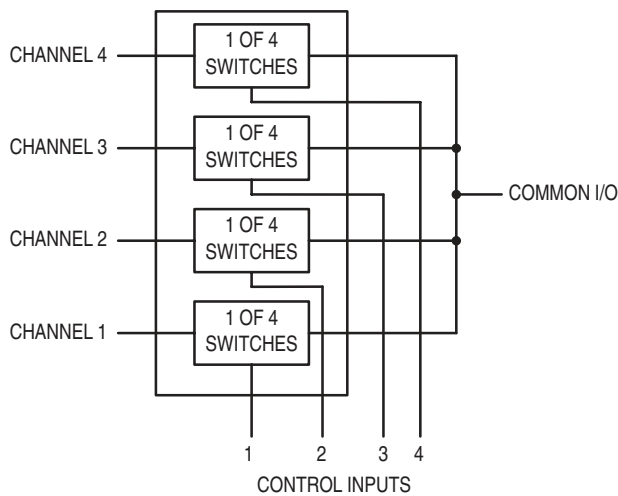 CHANNEL 4
1 OF 4
SWITCHES
CHANNEL 3
1 OF 4
SWITCHES
COMMON I/O
CHANNEL 2
1 OF 4
SWITCHES
CHANNEL 1
1 OF 4
SWITCHES
1 2 3 4
CONTROL INPUTS